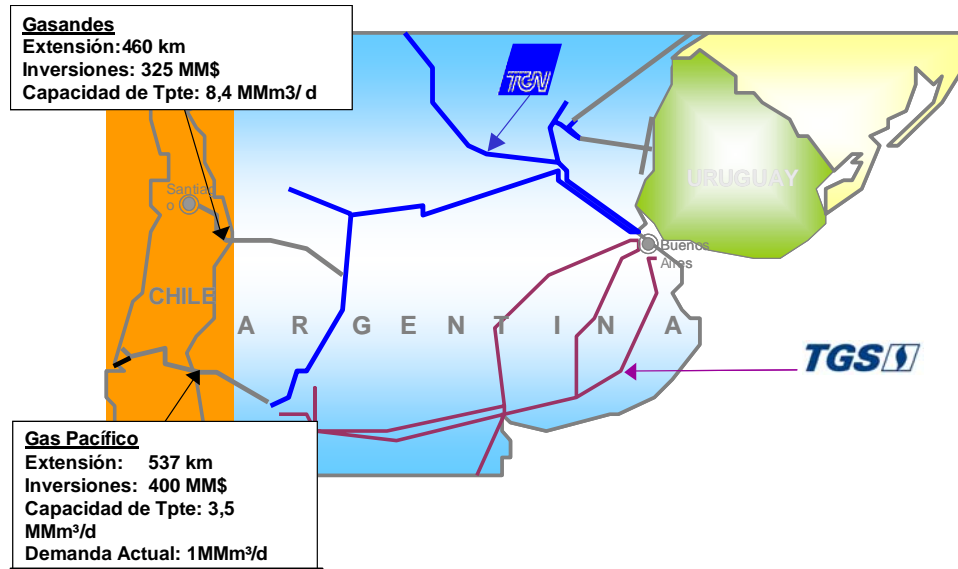 Gasandes
Extensión:460 km
Inversiones: 325 MM$
Capacidad de Tpte: 8,4 MMm3/ d
TGN
URUGUAY
Santiag
o
Buenos
Aires
CHILE
A R G E N T I N A
TGS
Gas Pacífico
Extensión: 537 km
Inversiones: 400 MM$
Capacidad de Tpte: 3,5
MMm³/d
Demanda Actual: 1MMm³/d